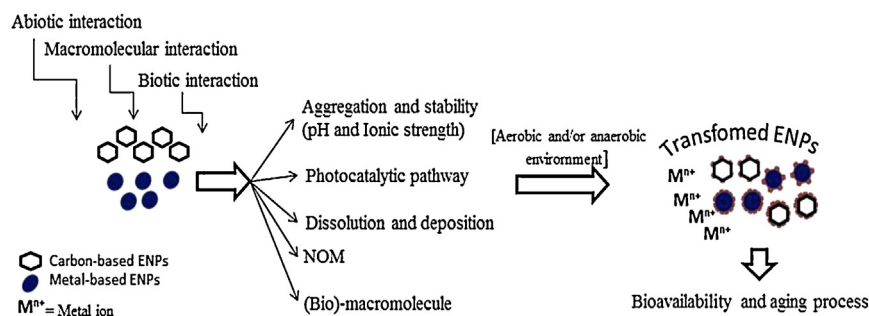 Abiotic interaction
Macromolecular interaction
Biotic interaction
Aggregation and stability
(pH and Ionic strength)
Photocatalytic pathway
Dissolution and deposition
NOM
(Bio)-macromolecule
[Aerobic and/or anaerobic
envirornment]
Transfomed ENPs
Mⁿ⁺
Mⁿ⁺
Mⁿ⁺
Mⁿ⁺
Bioavailability and aging process
Carbon-based ENPs
Metal-based ENPs
Mⁿ⁺= Metal ion